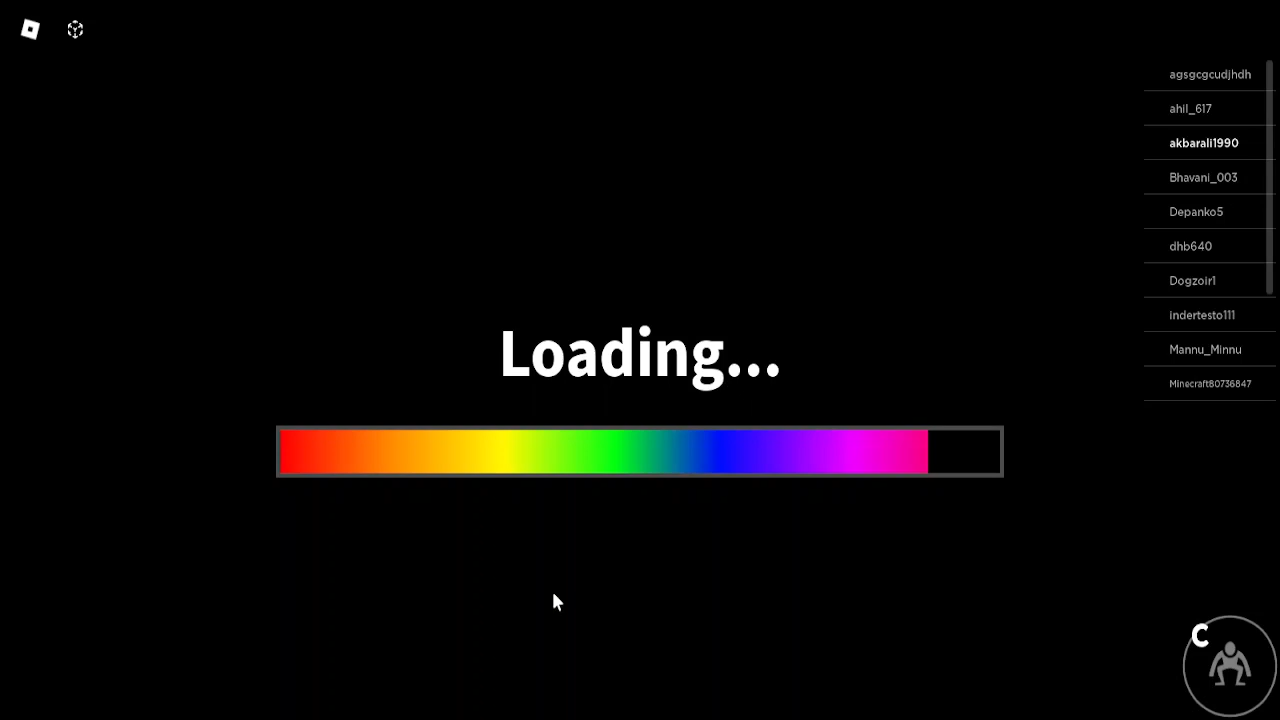 agsgcgcudjhdh
ahil_617
akbarali1990
Bhavani_003
Depanko5
dhb640
Dogzoir1
indertesto111
Mannu_Minnu
Minecraft80736847
Loading...
C